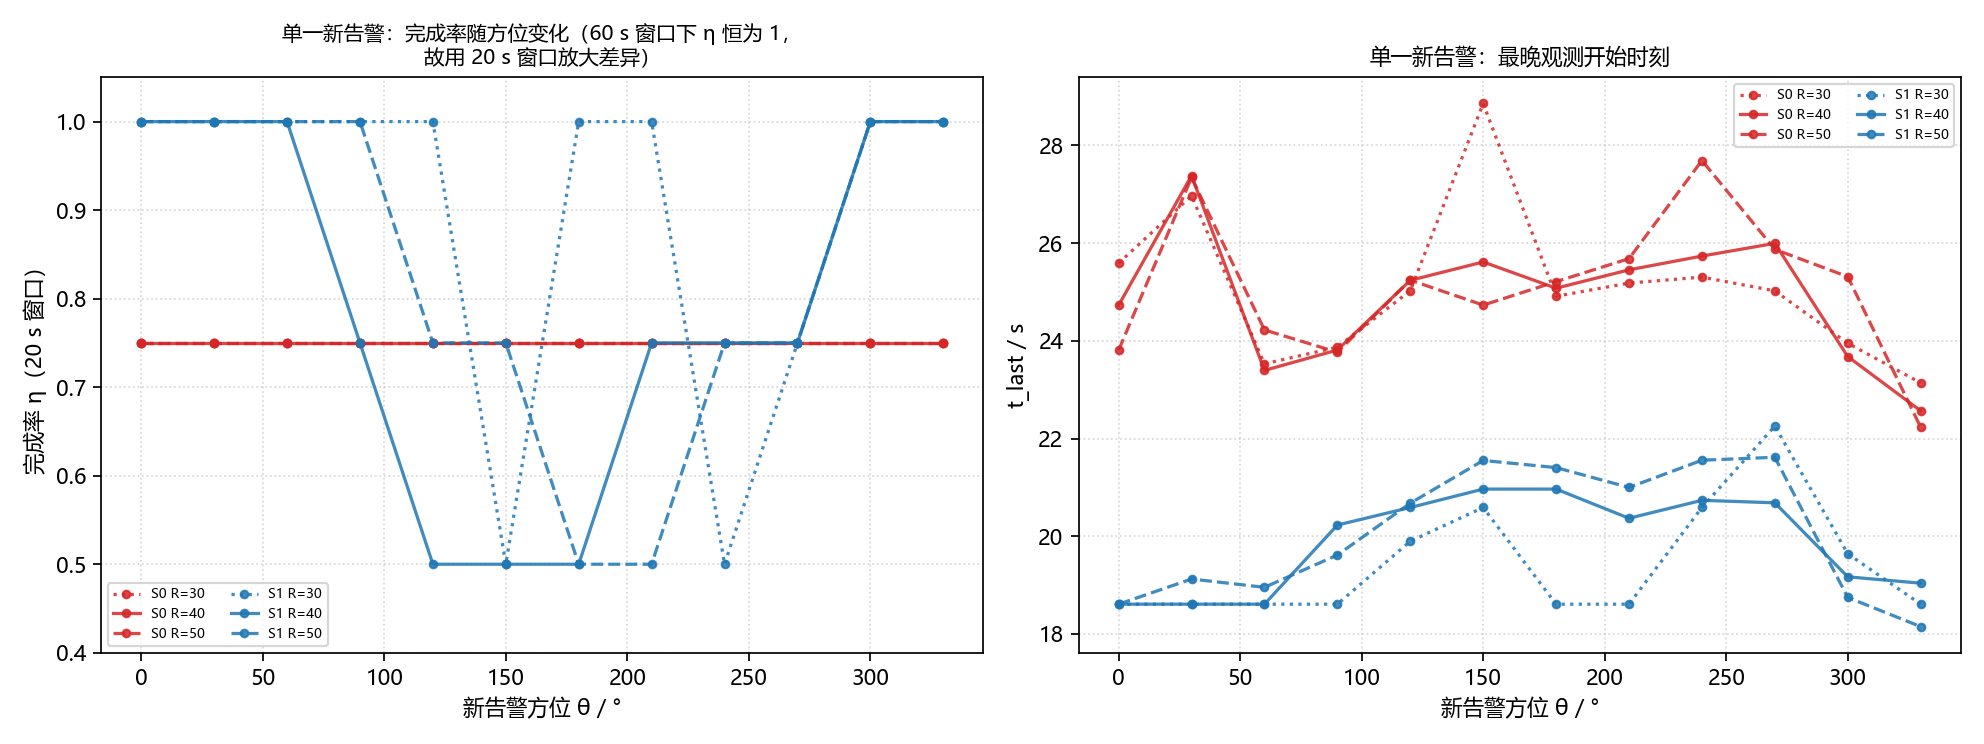 单一新告警：完成率随方位变化（60 s 窗口下 η 恒为 1，
故用 20 s 窗口放大差异）
完成率 η（20 s 窗口）
1.0
0.9
0.8
0.7
0.6
0.5
0.4
S0 R=30
S0 R=40
S0 R=50
S1 R=30
S1 R=40
S1 R=50
0
50
100
150
200
250
300
新告警方位 θ / °
单一新告警：最晚观测开始时刻
t_last / s
28
26
24
22
20
18
S0 R=30
S0 R=40
S0 R=50
S1 R=30
S1 R=40
S1 R=50
0
50
100
150
200
250
300
新告警方位 θ / °